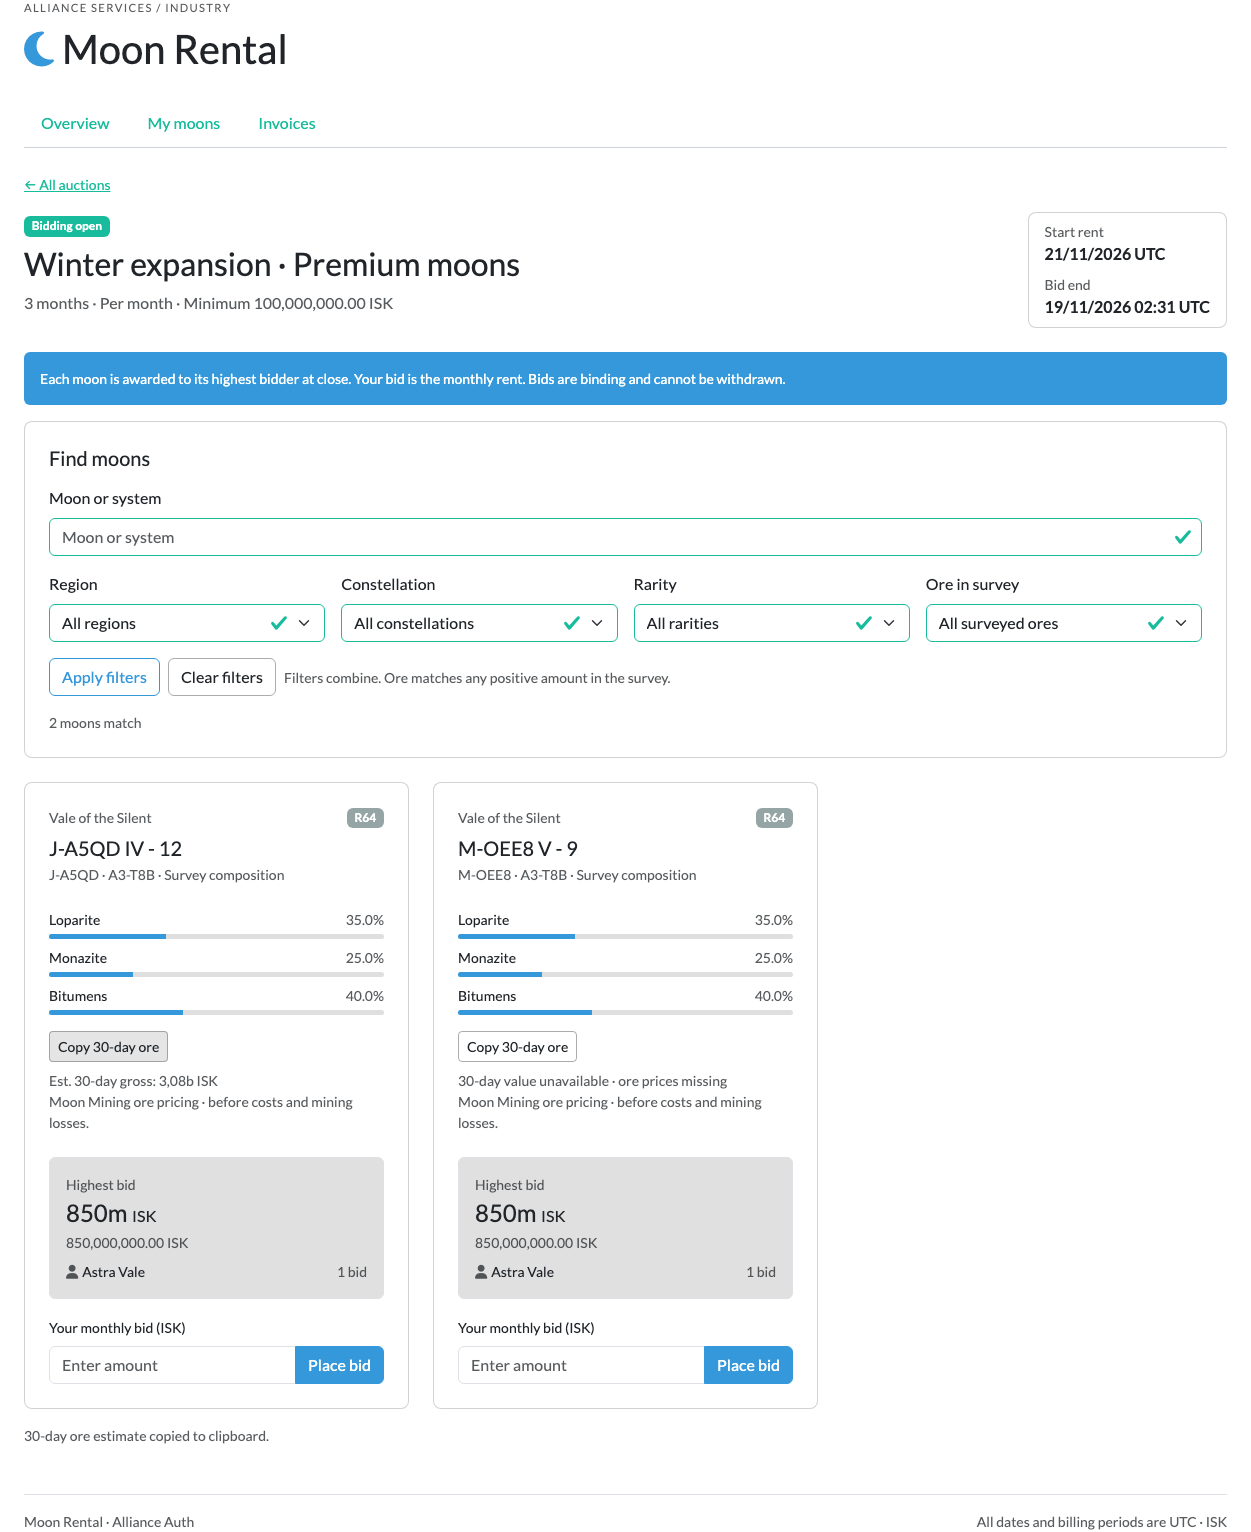 ALLIANCE SERVICES / INDUSTRY
Moon Rental
Overview My moons Invoices
← All auctions
Bidding open
Winter expansion · Premium moons
3 months · Per month · Minimum 100,000,000.00 ISK
Start rent
21/11/2026 UTC
Bid end
19/11/2026 02:31 UTC
Each moon is awarded to its highest bidder at close. Your bid is the monthly rent. Bids are binding and cannot be withdrawn.
Find moons
Moon or system
Moon or system
Region Constellation Rarity Ore in survey
All regions All constellations All rarities All surveyed ores
Apply filters Clear filters Filters combine. Ore matches any positive amount in the survey.
2 moons match
Vale of the Silent R64
J-A5QD IV - 12
J-A5QD · A3-T8B · Survey composition
Loparite 35.0%
Monazite 25.0%
Bitumens 40.0%
Copy 30-day ore
Est. 30-day gross: 3,08b ISK
Moon Mining ore pricing · before costs and mining
losses.
Highest bid
850m ISK
850,000,000.00 ISK
Astra Vale 1 bid
Your monthly bid (ISK)
Enter amount Place bid
Vale of the Silent R64
M-OEE8 V - 9
M-OEE8 · A3-T8B · Survey composition
Loparite 35.0%
Monazite 25.0%
Bitumens 40.0%
Copy 30-day ore
30-day value unavailable · ore prices missing
Moon Mining ore pricing · before costs and mining
losses.
Highest bid
850m ISK
850,000,000.00 ISK
Astra Vale 1 bid
Your monthly bid (ISK)
Enter amount Place bid
30-day ore estimate copied to clipboard.
Moon Rental · Alliance Auth All dates and billing periods are UTC · ISK